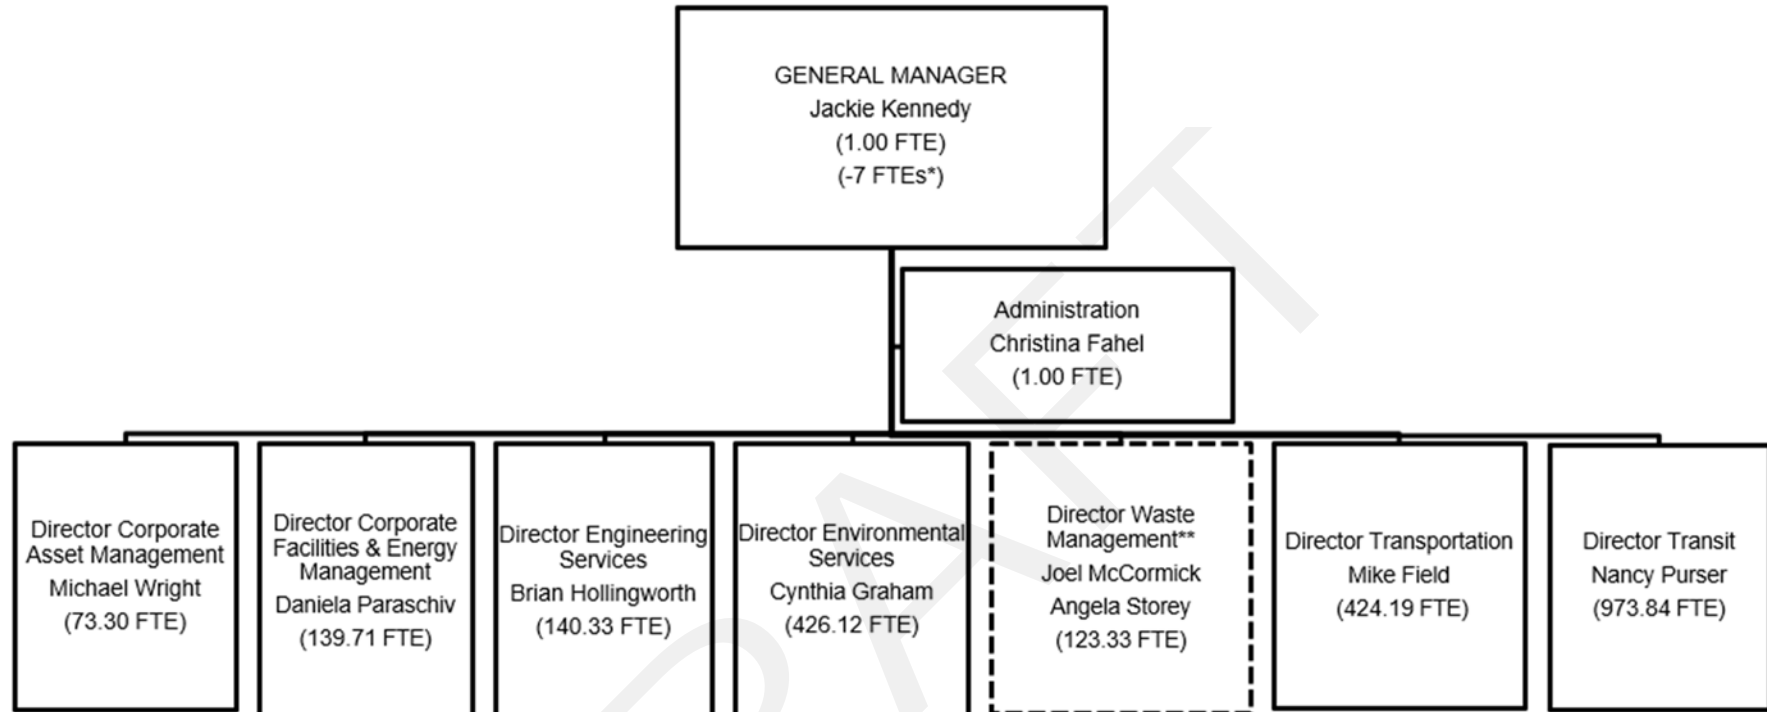 GENERAL MANAGER
Jackie Kennedy
(1.00 FTE)
(-7 FTEs*)
Administration
Christina Fahel
(1.00 FTE)
Director Corporate
Asset Management
Michael Wright
(73.30 FTE)
Director Corporate
Facilities & Energy
Management
Daniela Paraschiv
(139.71 FTE)
Director Engineering
Services
Brian Hollingworth
(140.33 FTE)
Director Environmental
Services
Cynthia Graham
(426.12 FTE)
Director Waste
Management**
Joel McCormick
Angela Storey
(123.33 FTE)
Director Transportation
Mike Field
(424.19 FTE)
Director Transit
Nancy Purser
(973.84 FTE)
RAFT